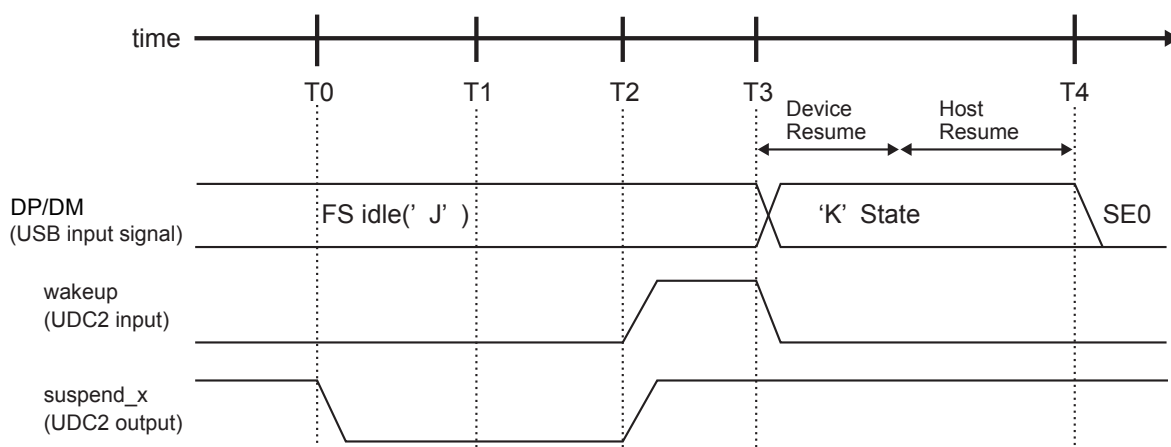 time
T0 T1 T2 T3 T4
Device Host
Resume Resume
DP/DM
(USB input signal)
FS idle(' J' ) 'K' State SE0
wakeup
(UDC2 input)
suspend_x
(UDC2 output)